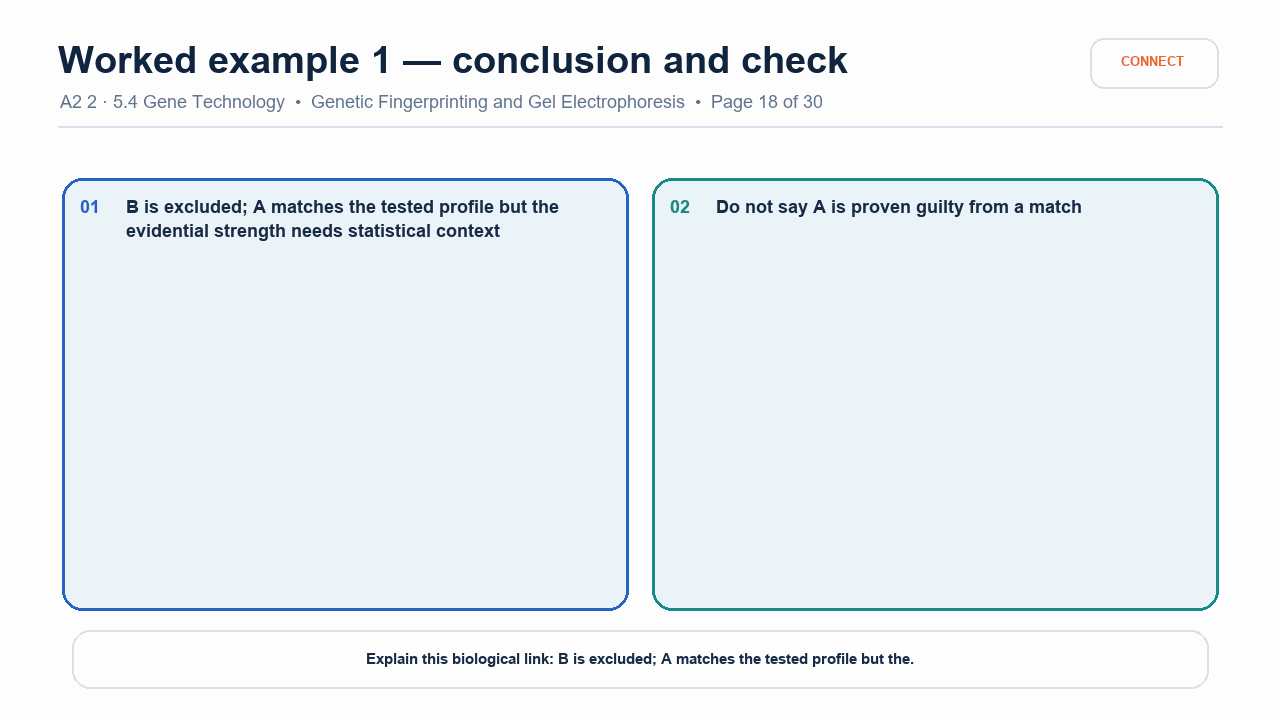 Worked example 1 — conclusion and check
CONNECT
A2 2 · 5.4 Gene Technology • Genetic Fingerprinting and Gel Electrophoresis • Page 18 of 30
01 B is excluded; A matches the tested profile but the
evidential strength needs statistical context
02 Do not say A is proven guilty from a match
Explain this biological link: B is excluded; A matches the tested profile but the.